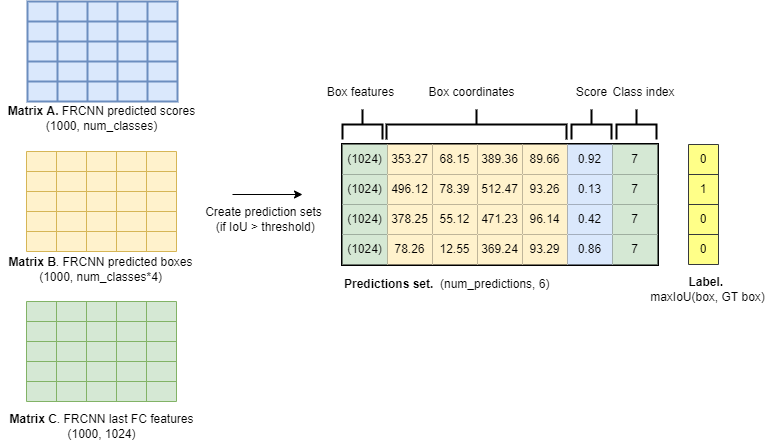 Matrix A. FRCNN predicted scores
(1000, num_classes)
Matrix B. FRCNN predicted boxes
(1000, num_classes*4)
Matrix C. FRCNN last FC features
(1000, 1024)
Create prediction sets
(if IoU > threshold)
Box features Box coordinates Score Class index
(1024) 353.27 68.15 389.36 89.66 0.92 7
(1024) 496.12 78.39 512.47 93.26 0.13 7
(1024) 378.25 55.12 471.23 96.14 0.42 7
(1024) 78.26 12.55 369.24 93.29 0.86 7
Predictions set. (num_predictions, 6)
0
1
0
0
Label.
maxIoU(box, GT box)